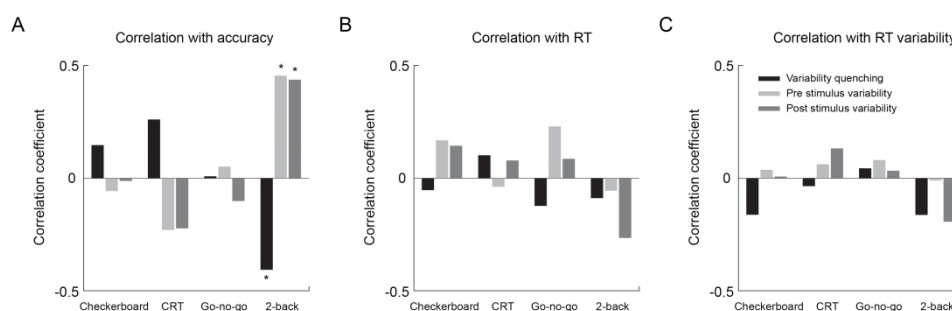 A
Correlation with accuracy
0.5
0
-0.5
Correlation coefficient
* *
*
Checkerboard CRT Go-no-go 2-back
B
Correlation with RT
0.5
0
-0.5
Correlation coefficient
Checkerboard CRT Go-no-go 2-back
C
Correlation with RT variability
0.5
0
-0.5
Correlation coefficient
Variability quenching
Pre stimulus variability
Post stimulus variability
Checkerboard CRT Go-no-go 2-back